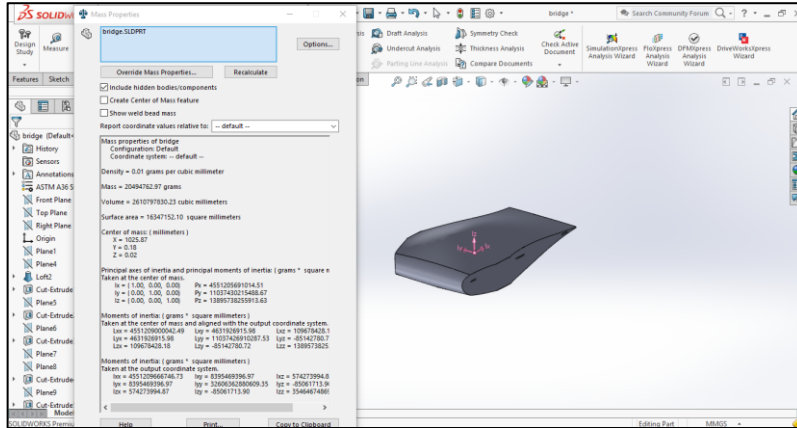 DS SOLIDWO
bridge *
Search Community Forum
Mass Properties
bridge.SLDPRT
Options...
Override Mass Properties...
Recalculate
Include hidden bodies/components
Create Center of Mass feature
Show weld bead mass
Report coordinate values relative to: -- default --
Mass properties of bridge
Configuration: Default
Coordinate system: -- default --
Density = 0.01 grams per cubic millimeter
Mass = 20494762.97 grams
Volume = 2610797830.23 cubic millimeters
Surface area = 16347152.10 square millimeters
Center of mass: ( millimeters )
X = 1025.87
Y = 0.18
Z = 0.02
Principal axes of inertia and principal moments of inertia: ( grams * square n
Taken at the center of mass.
Ix = ( 1.00, 0.00, 0.00) Px = 4551205691014.51
Iy = ( 0.00, 1.00, 0.00) Py = 11037430215488.67
Iz = ( 0.00, 0.00, 1.00) Pz = 13895738255913.63
Moments of inertia: ( grams * square millimeters )
Taken at the center of mass and aligned with the output coordinate system.
Lxx = 4551209000042.49 Lxy = 4631926915.98 Lxz = 109678428.1
Lyx = 4631926915.98 Lyy = 11037426910287.53 Lyz = -85142780.7
Lzx = 109678428.18 Lzy = -85142780.72 Lzz = 1389573825
Moments of inertia: ( grams * square millimeters )
Taken at the output coordinate system.
Ixx = 4551209666746.73 Ixy = 8395469396.97 Ixz = 574273994.8
Iyx = 8395469396.97 Iyy = 32606362880609.35 Iyz = -85061713.9
Izx = 574273994.87 Izy = -85061713.90 Izz = 3546467486
Help
Print...
Copy to Clipboard
Design Study
Measure
Features
Sketch
Draft Analysis
Undercut Analysis
Parting Line Analysis
Symmetry Check
Thickness Analysis
Compare Documents
Check Active Document
SimulationXpress Analysis Wizard
FloXpress Analysis Wizard
DFMXpress Analysis Wizard
DriveWorksXpress Wizard
bridge (Default<
History
Sensors
Annotations
ASTM A36 S
Front Plane
Top Plane
Right Plane
Origin
Plane1
Plane4
Loft2
Cut-Extrude
Plane5
Cut-Extrude
Plane6
Cut-Extrude
Plane7
Plane8
Cut-Extrude
Plane9
Cut-Extrude
Model
SOLIDWORKS Premiu
Editing Part
MMGS